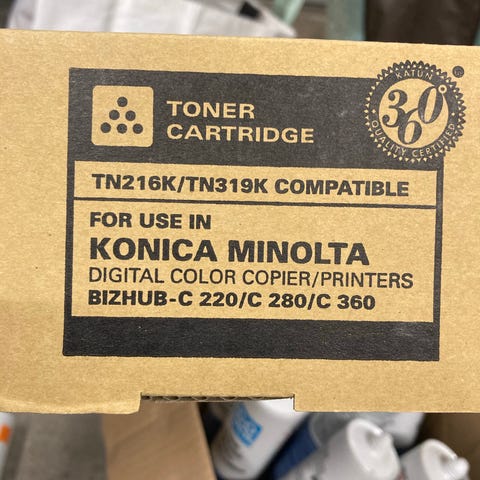 TONER
CARTRIDGE
KATUN
360°
QUALITY CERTIFIED
TN216K/TN319K COMPATIBLE
FOR USE IN
KONICA MINOLTA
DIGITAL COLOR COPIER/PRINTERS
BIZHUB-C 220/C 280/C 360